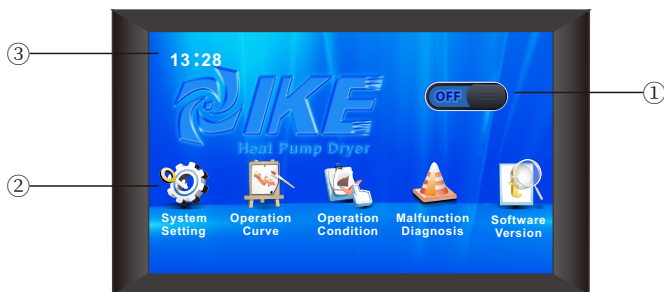 ③
13:28
IKE
Heat Pump Dryer
OFF
①
②
System
Setting
Operation
Curve
Operation
Condition
Malfunction
Diagnosis
Software
Version